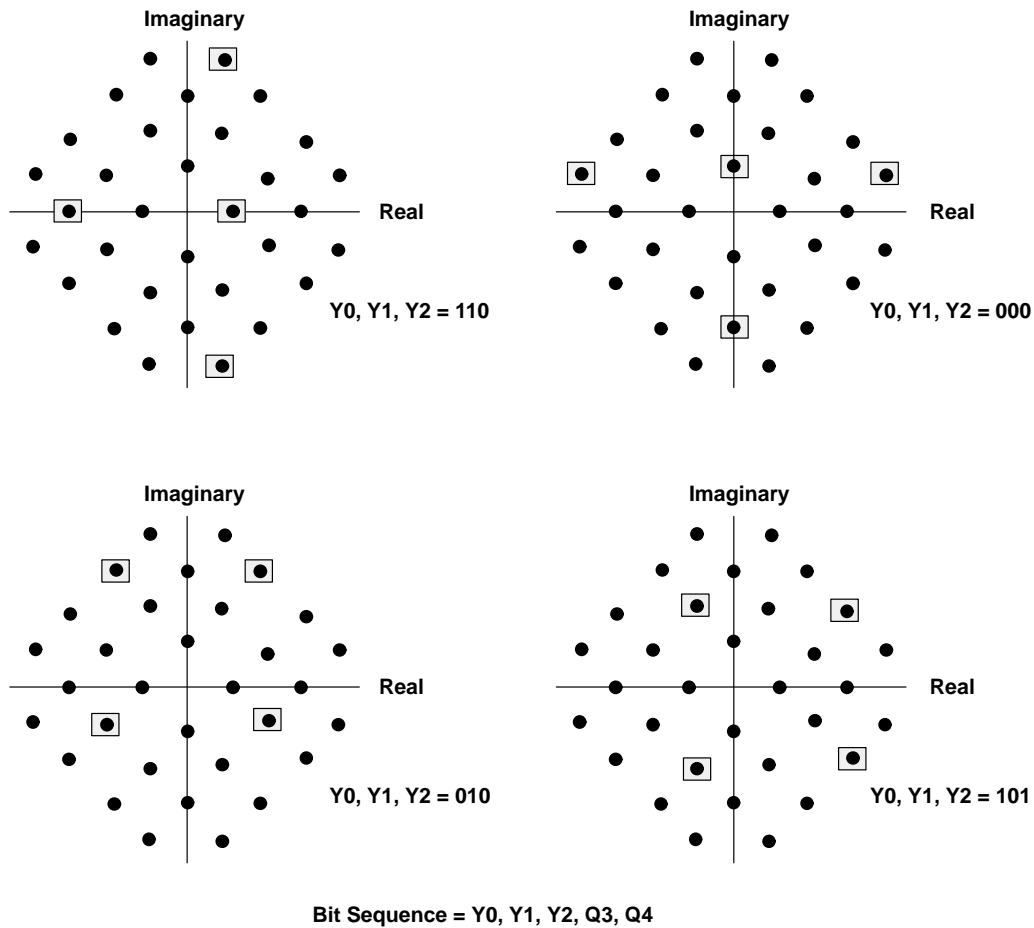 Imaginary
Imaginary
Real
Real
Y0, Y1, Y2 = 110
Y0, Y1, Y2 = 000
Imaginary
Imaginary
Real
Real
Y0, Y1, Y2 = 010
Y0, Y1, Y2 = 101
Bit Sequence = Y0, Y1, Y2, Q3, Q4